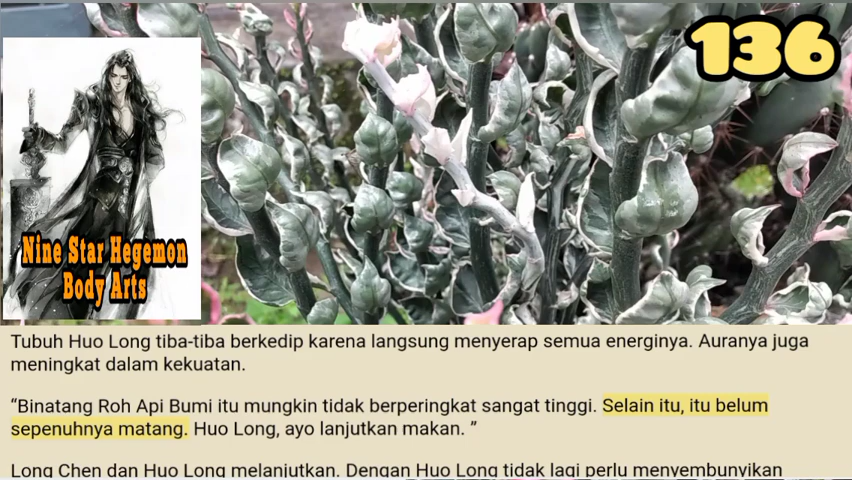 136
Nine Star Hegemon
Body Arts
Tubuh Huo Long tiba-tiba berkedip karena langsung menyerap semua energinya. Auranya juga
meningkat dalam kekuatan.
“Binatang Roh Api Bumi itu mungkin tidak berperingkat sangat tinggi. Selain itu, itu belum
sepenuhnya matang. Huo Long, ayo lanjutkan makan. ”
Long Chen dan Huo Long melanjutkan. Dengan Huo Long tidak lagi perlu menyembunyikan